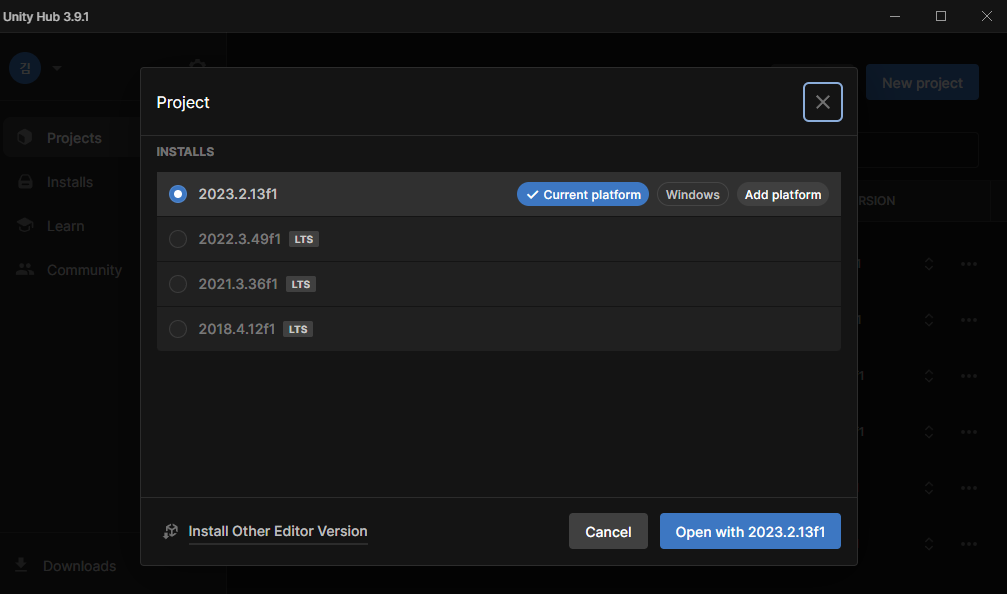 Unity Hub 3.9.1
김
New project
Project
Projects
INSTALLS
2023.2.13f1 Current platform Windows Add platform
Installs
RSION
Learn
2022.3.49f1 LTS
Community
2021.3.36f1 LTS
2018.4.12f1 LTS
Install Other Editor Version Cancel Open with 2023.2.13f1
Downloads